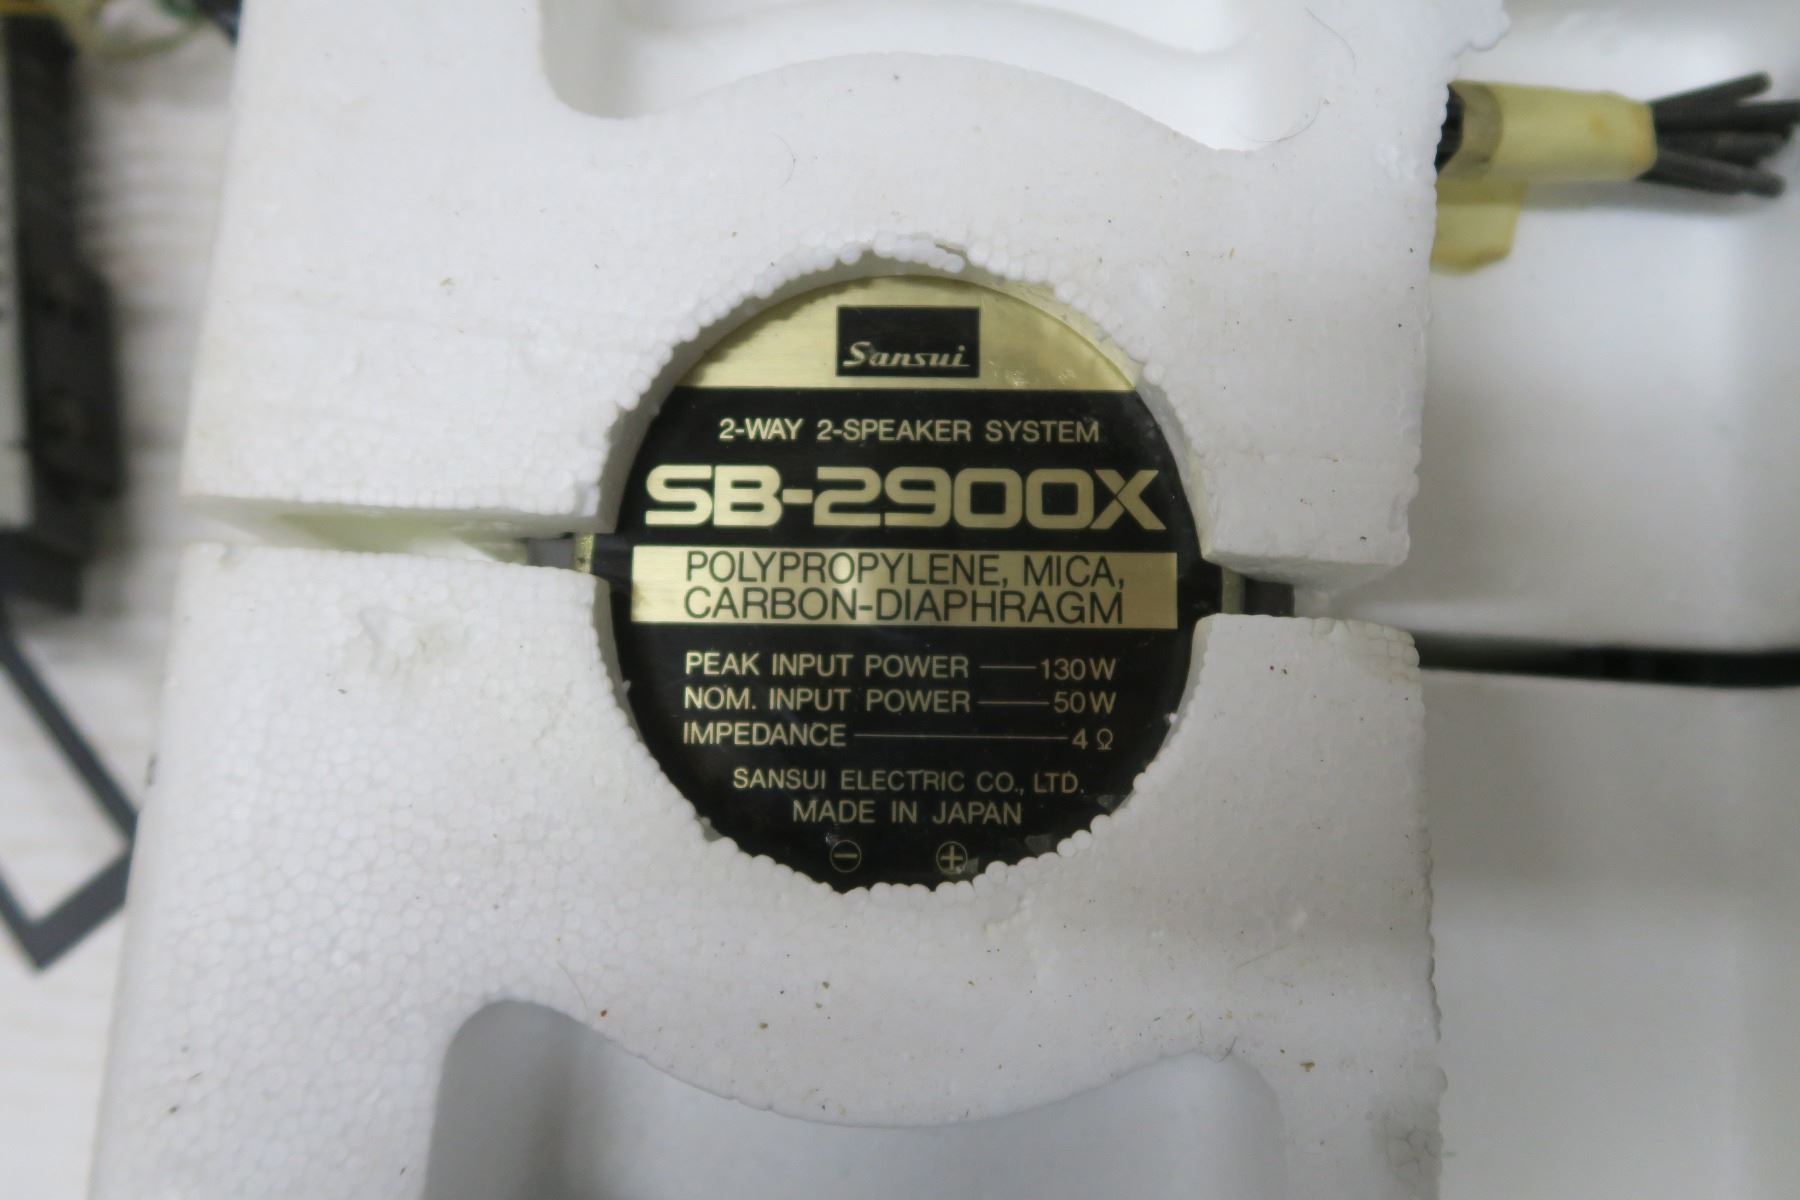 Sansui
2-WAY 2-SPEAKER SYSTEM
SB-2900X
POLYPROPYLENE, MICA,
CARBON-DIAPHRAGM
PEAK INPUT POWER — 130W
NOM. INPUT POWER — 50W
IMPEDANCE — 4Ω
SANSUI ELECTRIC CO., LTD.
MADE IN JAPAN
⊖ ⊕